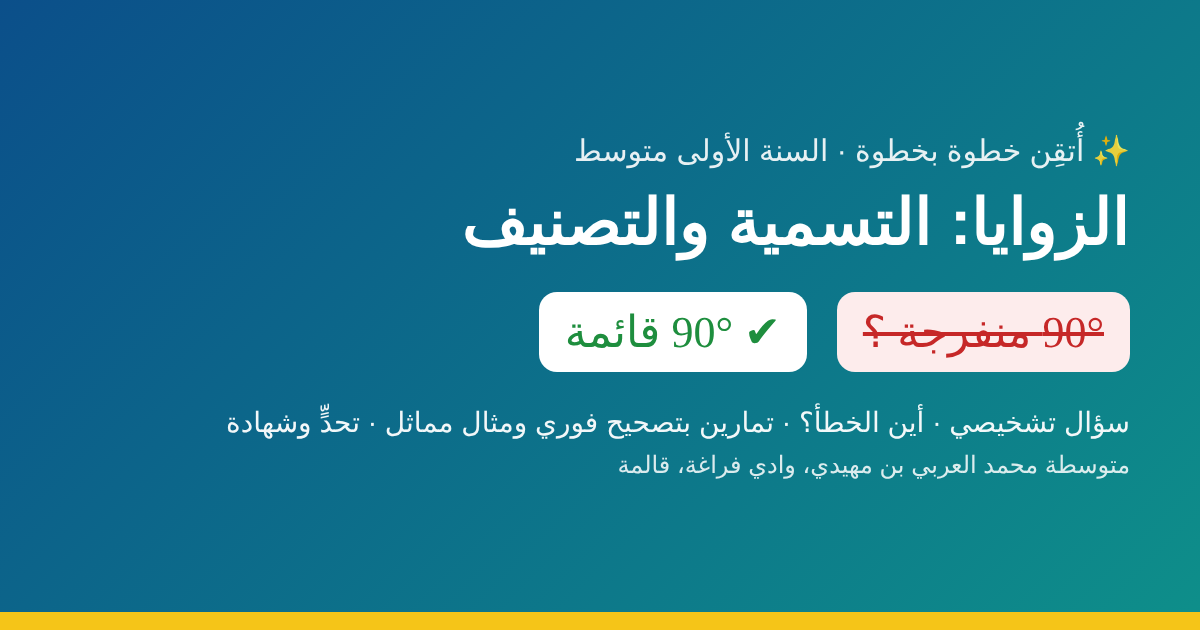 ✨ أُتقِن خطوة بخطوة · السنة الأولى متوسط
الزوايا: التسمية والتصنيف
90° منفرجة ؟
✔ 90° قائمة
سؤال تشخيصي · أين الخطأ؟ · تمارين بتصحيح فوري ومثال مماثل · تحدٍّ وشهادة
متوسطة محمد العربي بن مهيدي، وادي فراغة، قالمة